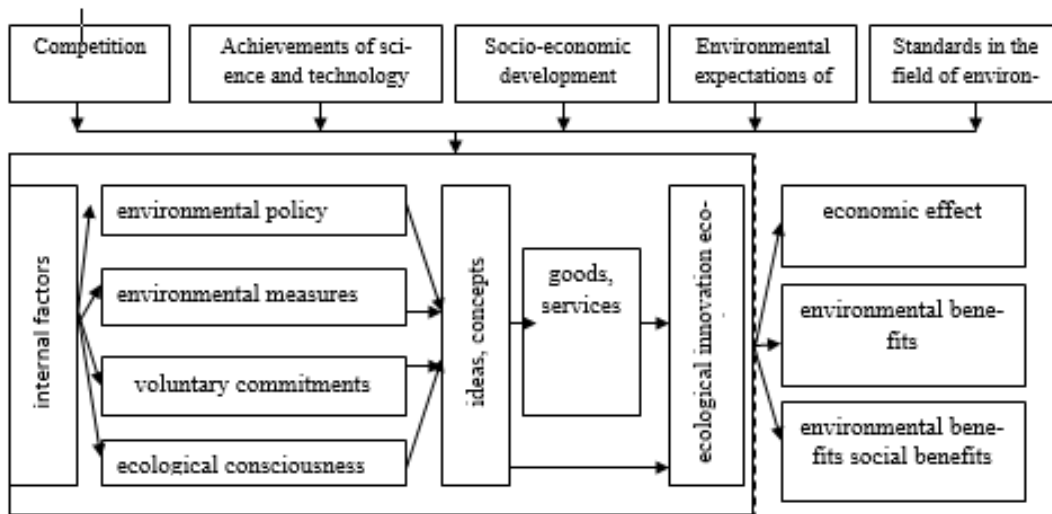 Competition
Achievements of sci-
ence and technology
Socio-economic
development
Environmental
expectations of
Standards in the
field of environ-
internal factors
environmental policy
environmental measures
voluntary commitments
ecological consciousness
ideas, concepts
goods,
services
ecological innovation eco-
economic effect
environmental bene-
fits
environmental bene-
fits social benefits